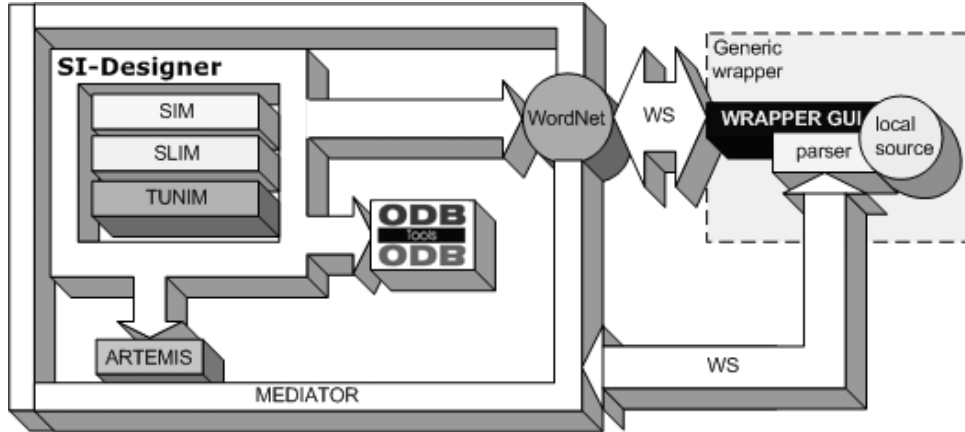 SI-Designer
SIM
SLIM
TUNIM
ARTEMIS
ODB
Tools
ODB
WordNet
WS
Generic
wrapper
WRAPPER GUI
parser
local
source
WS
MEDIATOR